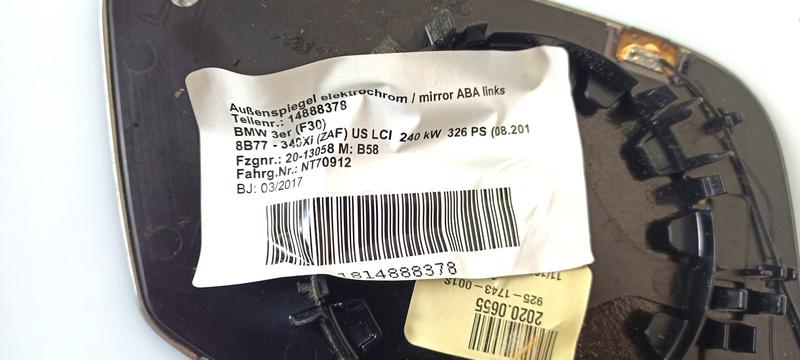 Außenspiegel elektrochrom / mirror ABA links
Teilenr.: 14888378
BMW 3er (F30)
8B77 - 340Xi (ZAF) US LCI 240 kW 326 PS (08.201
Fzgnr.: 20-13058 M: B58
Fahrg.Nr.: NT70912
BJ: 03/2017
1814888378
2020.0655
925-1743-001S